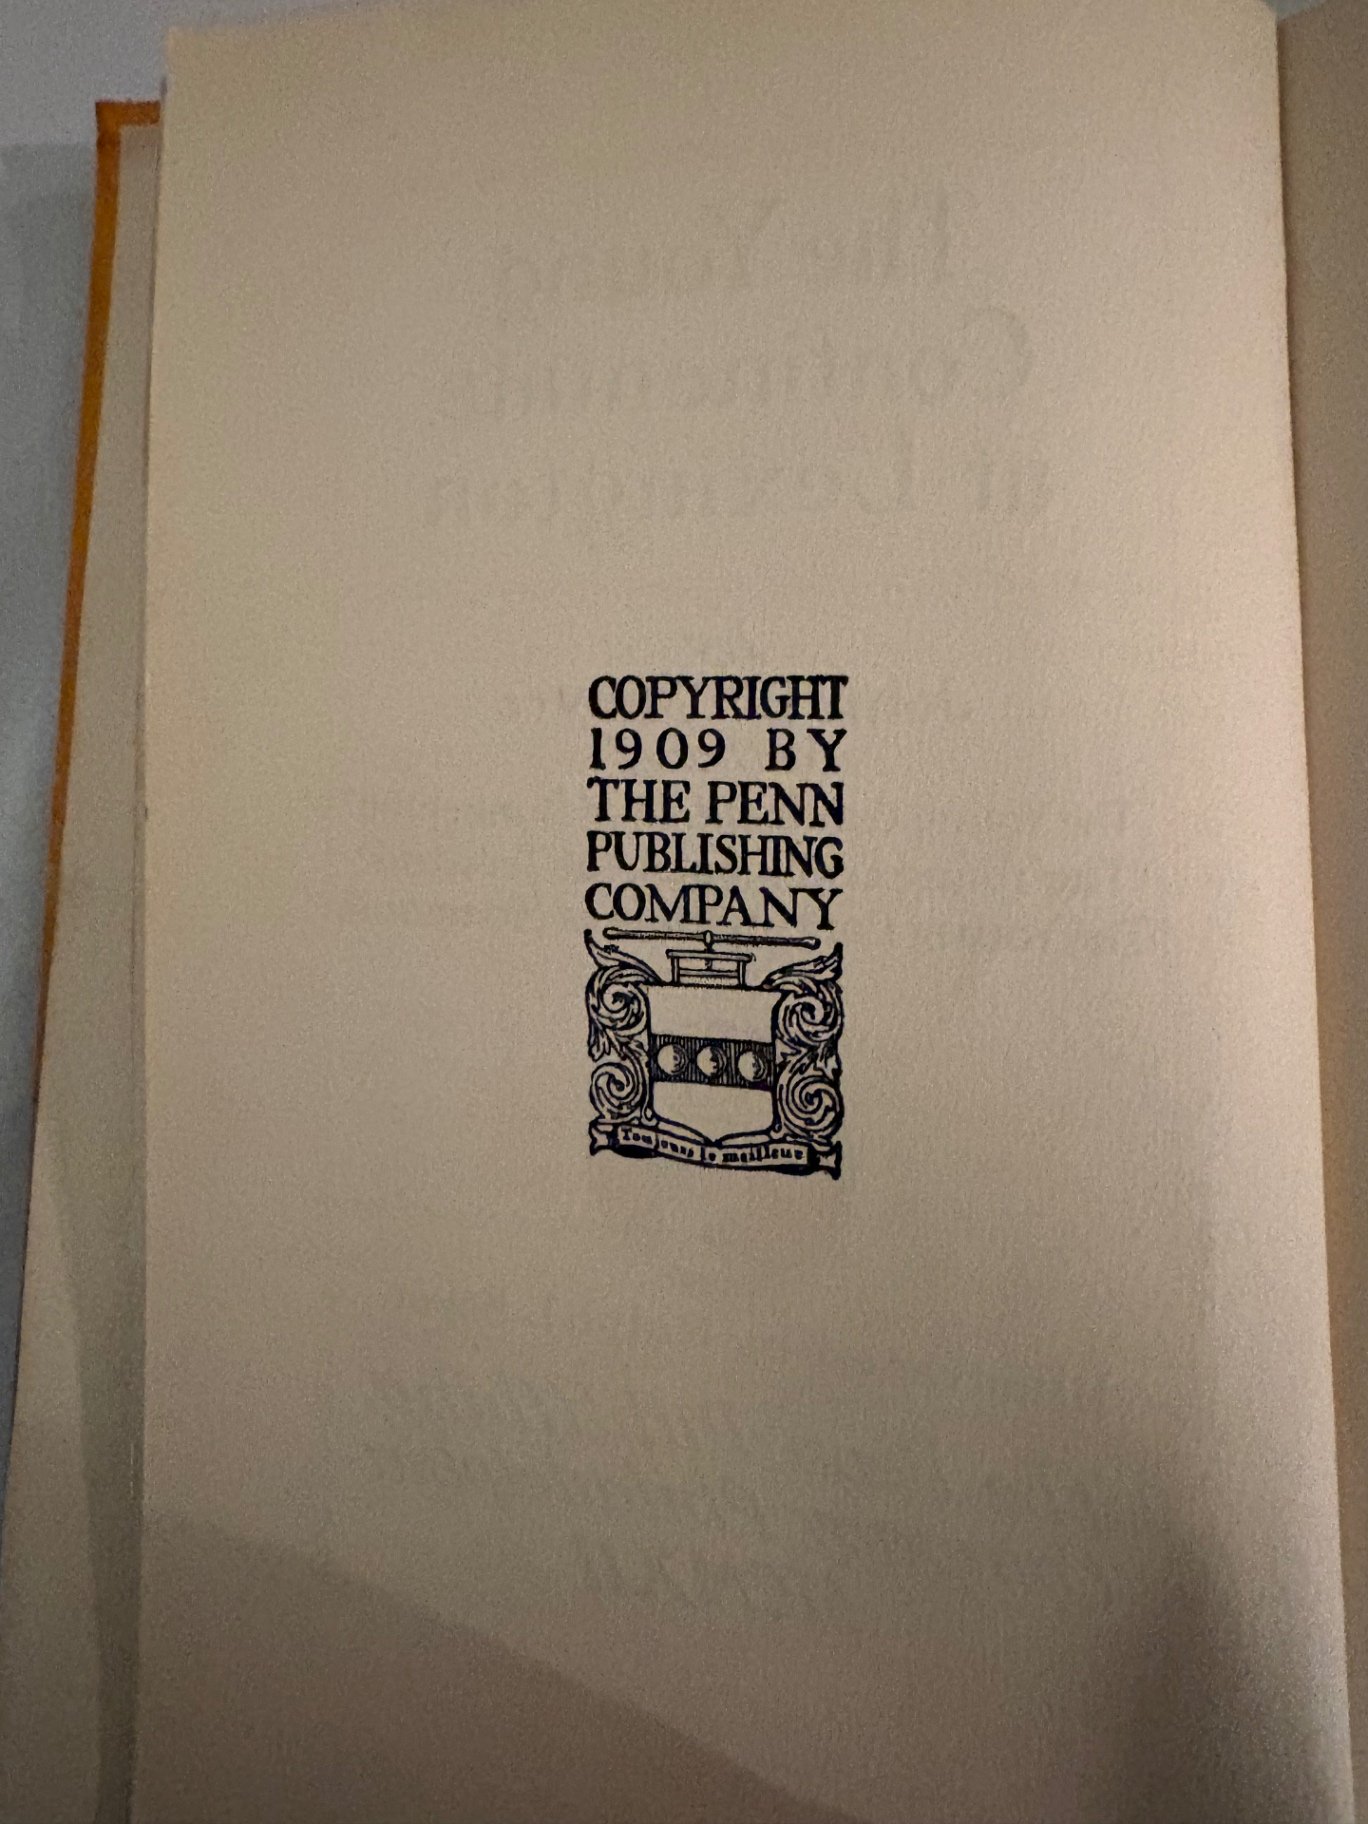 COPYRIGHT
1909 BY
THE PENN
PUBLISHING
COMPANY
Toujours le meilleur